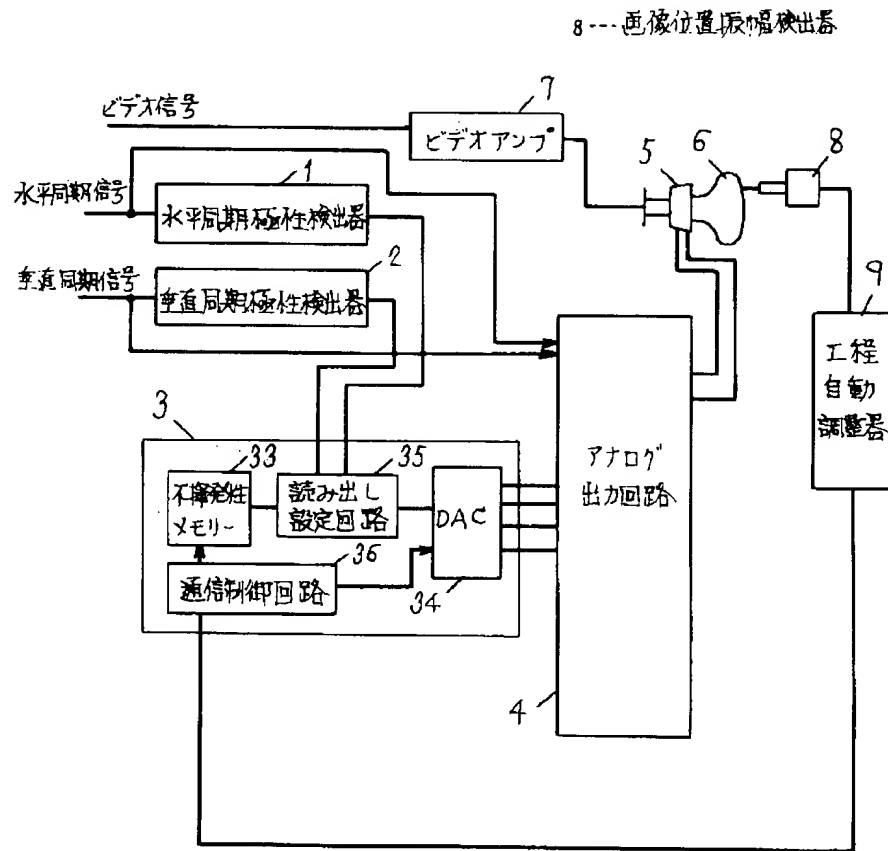 8---画像位置振幅検出器
ビデオ信号
7
ビデオアンプ
5
6
8
水平同期信号
1
水平同期極性検出器
2
垂直同期信号
垂直同期極性検出器
9
工程
自動
調整器
3
33
35
不揮発性
メモリー
読み出し
設定回路
DAC
アナログ
出力回路
36
通信制御回路
34
4